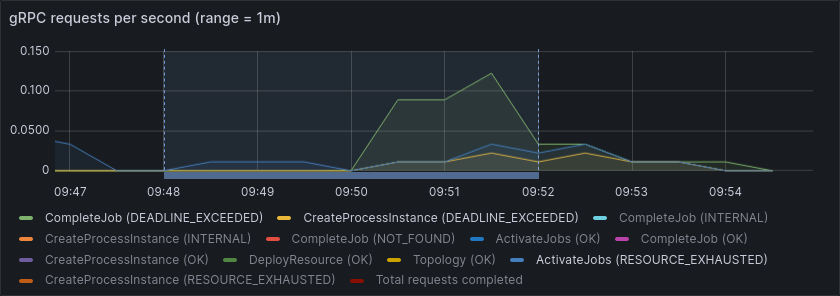 gRPC requests per second (range = 1m)
0.150
0.100
0.0500
0
09:47 09:48 09:49 09:50 09:51 09:52 09:53 09:54
CompleteJob (DEADLINE_EXCEEDED) CreateProcessInstance (DEADLINE_EXCEEDED) CompleteJob (INTERNAL)
CreateProcessInstance (INTERNAL) CompleteJob (NOT_FOUND) ActivateJobs (OK) CompleteJob (OK)
CreateProcessInstance (OK) DeployResource (OK) Topology (OK) ActivateJobs (RESOURCE_EXHAUSTED)
CreateProcessInstance (RESOURCE_EXHAUSTED) Total requests completed